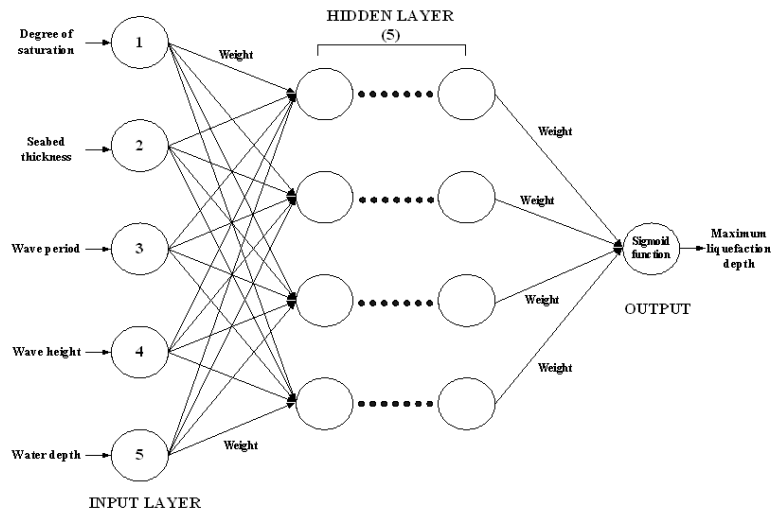 HIDDEN LAYER
(5)
Degree of
saturation
1
Weight
Seabed
thickness
2
Weight
Weight
Wave period
3
Sigmoid
function
Maximum
liquefaction
depth
Weight
OUTPUT
Wave height
4
Weight
Water depth
5
Weight
INPUT LAYER